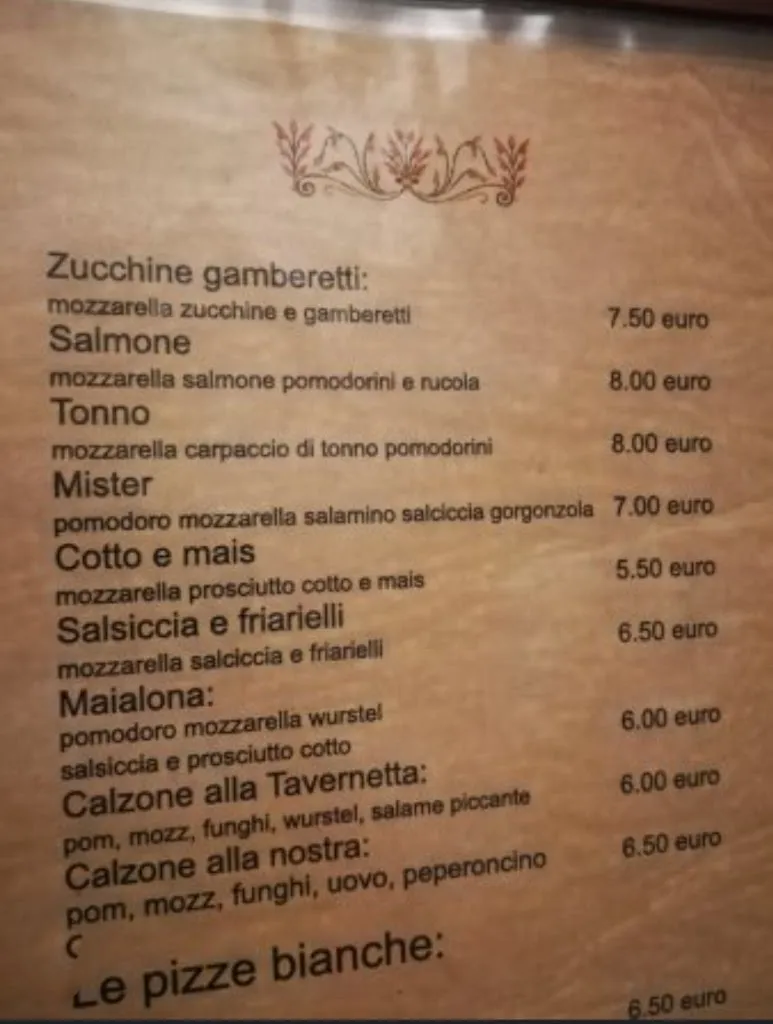 Zucchine gamberetti:
mozzarella zucchine e gamberetti 7.50 euro
Salmone
mozzarella salmone pomodorini e rucola 8.00 euro
Tonno
mozzarella carpaccio di tonno pomodorini 8.00 euro
Mister
pomodoro mozzarella salamino salciccia gorgonzola 7.00 euro
Cotto e mais
mozzarella prosciutto cotto e mais 5.50 euro
Salsiccia e friarielli
mozzarella salciccia e friarielli 6.50 euro
Maialona:
pomodoro mozzarella wurstel 6.00 euro
salsiccia e prosciutto cotto
Calzone alla Tavernetta:
pom, mozz, funghi, wurstel, salame piccante 6.00 euro
Calzone alla nostra:
pom, mozz, funghi, uovo, peperoncino 6.50 euro
Le pizze bianche:
6.50 euro